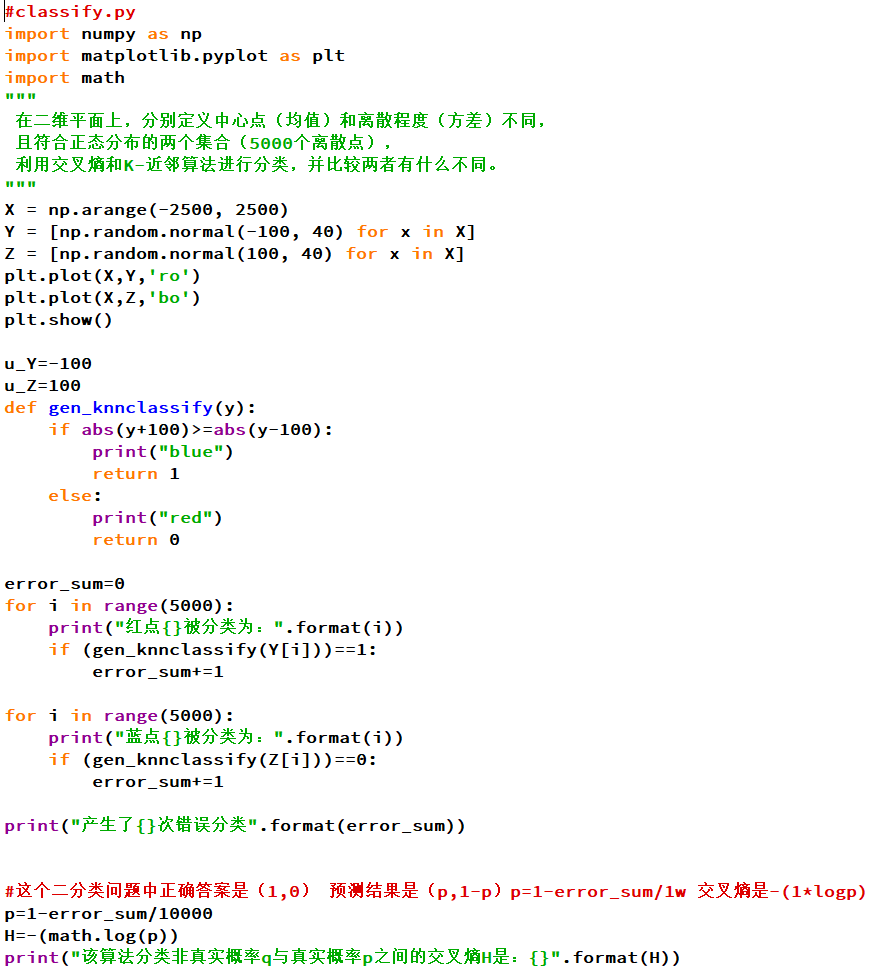 #classify.py
import numpy as np
import matplotlib.pyplot as plt
import math
"""
 在二维平面上，分别定义中心点（均值）和离散程度（方差）不同，
 且符合正态分布的两个集合（5000个离散点），
 利用交叉熵和K-近邻算法进行分类，并比较两者有什么不同。
"""
X = np.arange(-2500, 2500)
Y = [np.random.normal(-100, 40) for x in X]
Z = [np.random.normal(100, 40) for x in X]
plt.plot(X,Y,'ro')
plt.plot(X,Z,'bo')
plt.show()

u_Y=-100
u_Z=100
def gen_knnclassify(y):
    if abs(y+100)>=abs(y-100):
        print("blue")
        return 1
    else:
        print("red")
        return 0

error_sum=0
for i in range(5000):
    print("红点{}被分类为：".format(i))
    if (gen_knnclassify(Y[i]))==1:
        error_sum+=1

for i in range(5000):
    print("蓝点{}被分类为：".format(i))
    if (gen_knnclassify(Z[i]))==0:
        error_sum+=1

print("产生了{}次错误分类".format(error_sum))


#这个二分类问题中正确答案是（1,0） 预测结果是（p,1-p）p=1-error_sum/1w 交叉熵是-(1*logp)
p=1-error_sum/10000
H=-(math.log(p))
print("该算法分类非真实概率q与真实概率p之间的交叉熵H是：{}".format(H))